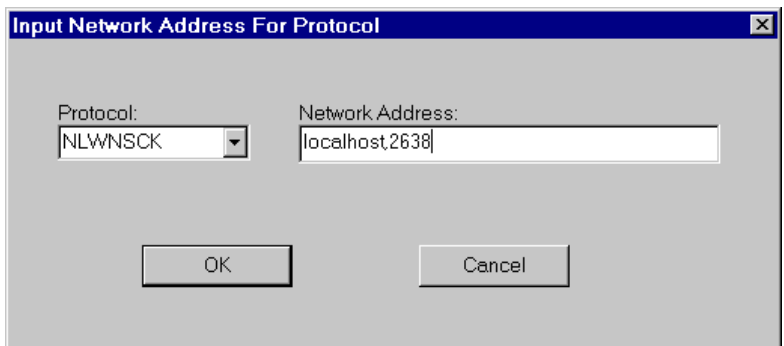 Input Network Address For Protocol
Protocol: Network Address:
NLWNSCK localhost,2638
OK Cancel